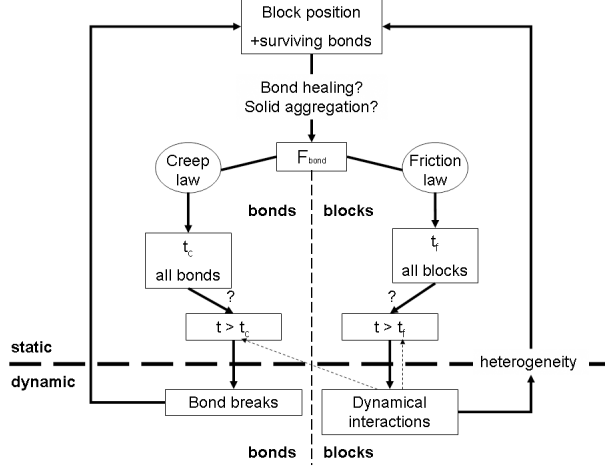 Block position
+surviving bonds
Bond healing?
Solid aggregation?
Fbond
Creep
law
Friction
law
bonds
blocks
tc
all bonds
tf
all blocks
?
?
t > tc
t > tf
static
heterogeneity
dynamic
Bond breaks
Dynamical
interactions
bonds
blocks